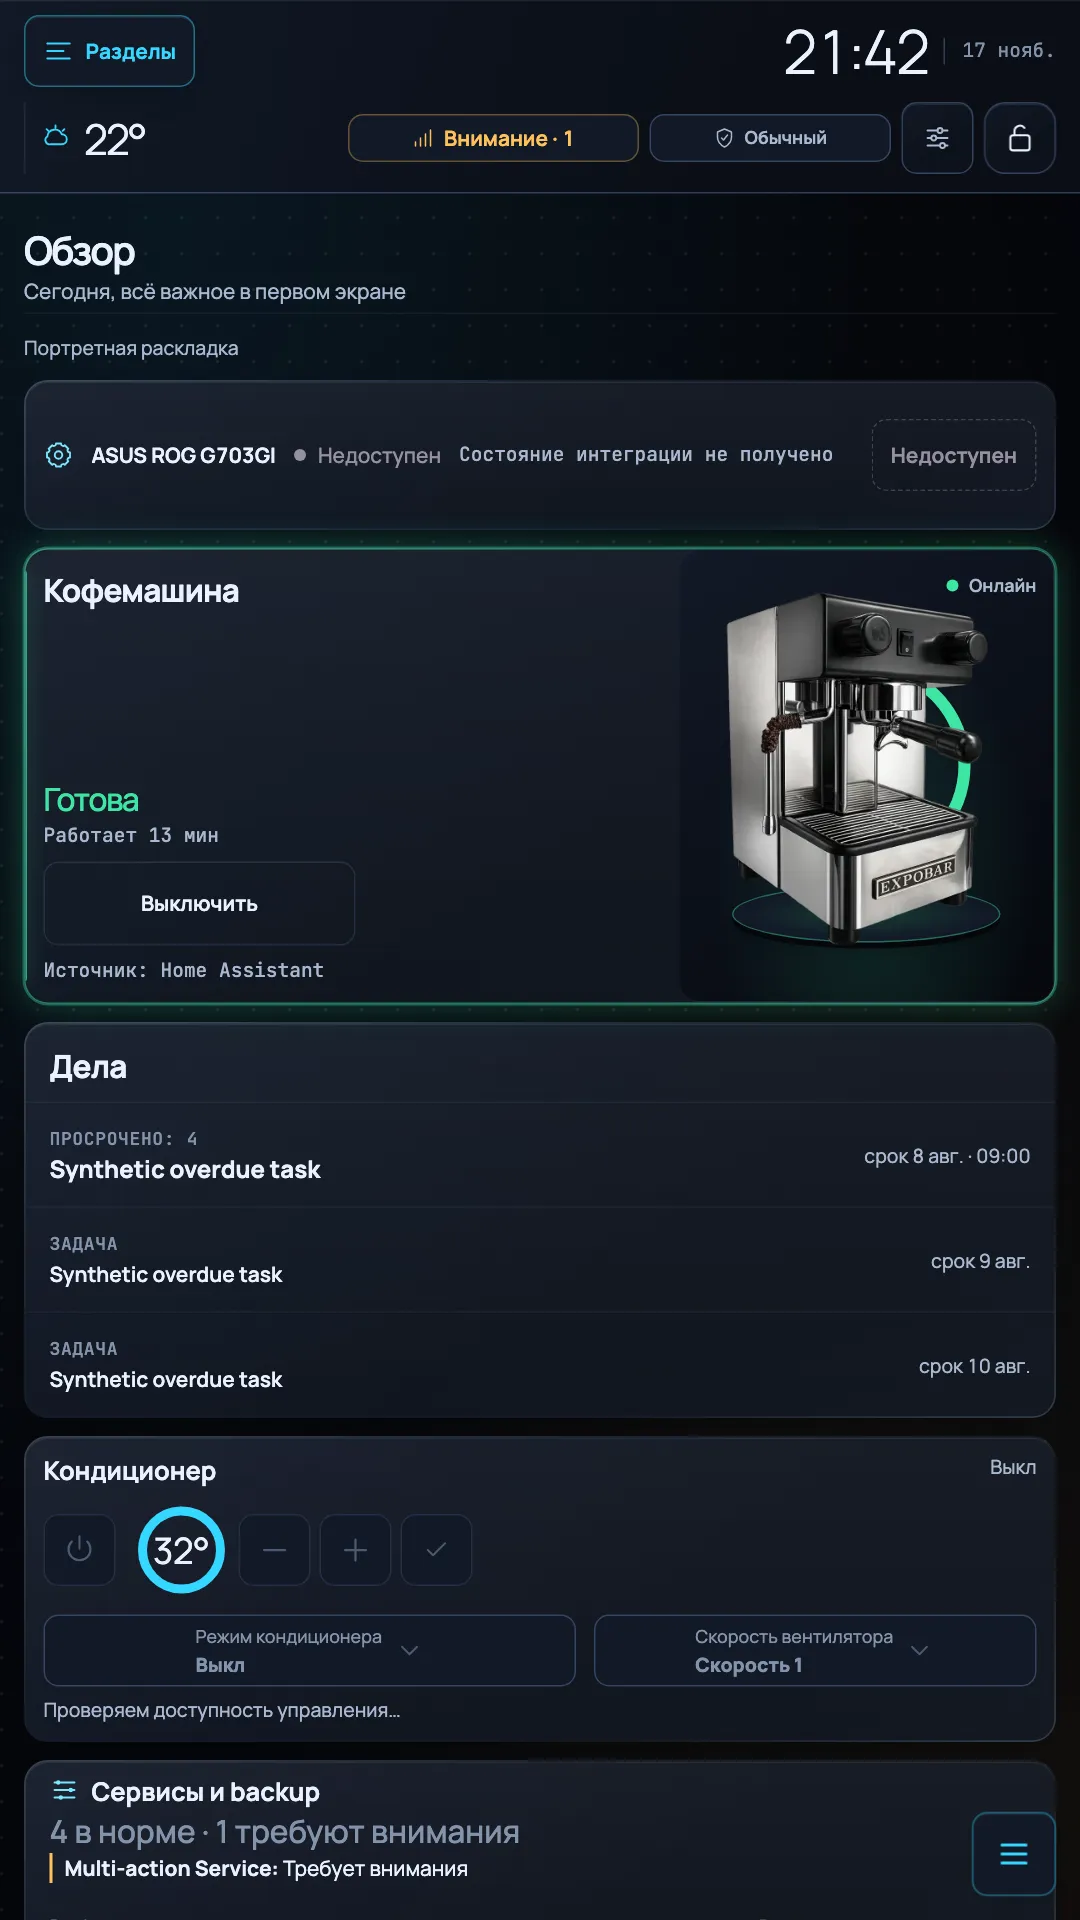 Разделы
21:42
17 нояб.
22°
Внимание · 1
Обычный
Обзор
Сегодня, всё важное в первом экране
Портретная раскладка
ASUS ROG G703GI
Недоступен
Состояние интеграции не получено
Недоступен
Кофемашина
Онлайн
Готова
Работает 13 мин
EXPOBAR
Выключить
Источник: Home Assistant
Дела
ПРОСРОЧЕНО: 4
Synthetic overdue task
срок 8 авг. · 09:00
ЗАДАЧА
Synthetic overdue task
срок 9 авг.
ЗАДАЧА
Synthetic overdue task
срок 10 авг.
Кондиционер
Выкл
32°
Режим кондиционера
Выкл
Скорость вентилятора
Скорость 1
Проверяем доступность управления…
Сервисы и backup
4 в норме · 1 требуют внимания
Multi-action Service: Требует внимания